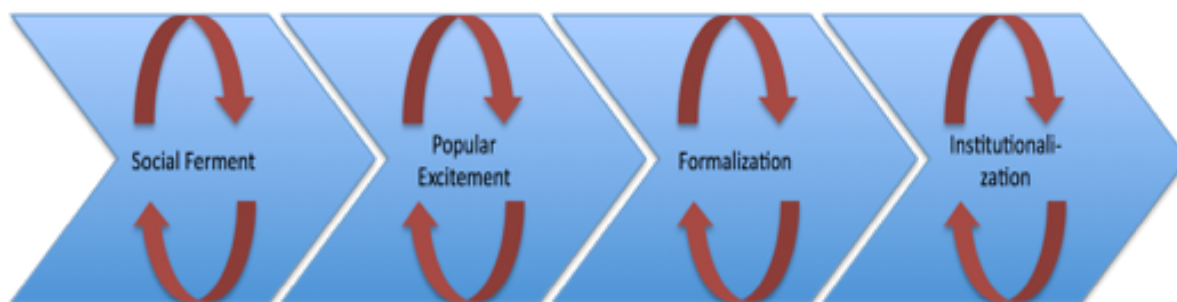 Social Ferment
Popular
Excitement
Formalization
Institutionali-
zation